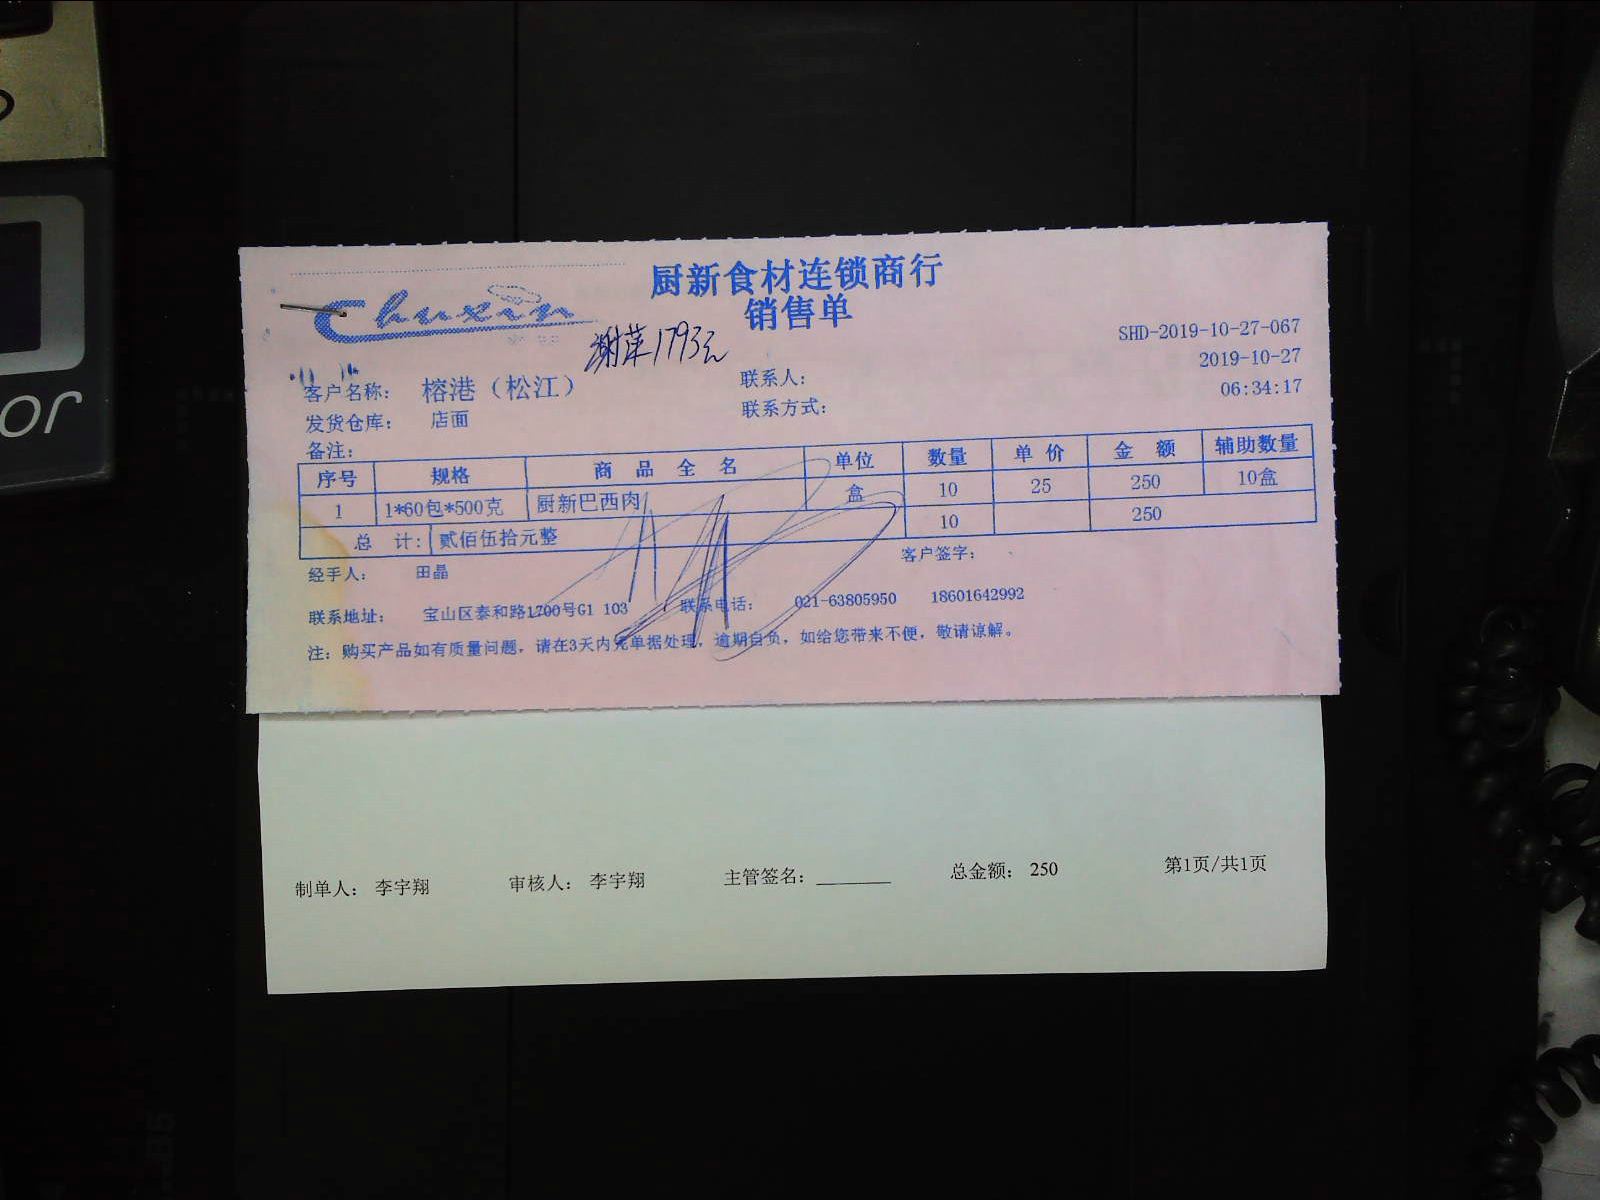 厨新食材连锁商行
销售单
Chuxin
谢萍1793元
SHD-2019-10-27-067
2019-10-27
06:34:17
客户名称: 榕港（松江） 联系人:
发货仓库: 店面 联系方式:
备注:
序号 规格 商品全名 单位 数量 单价 金额 辅助数量
1 1*60包*500克 厨新巴西肉 盒 10 25 250 10盒
总 计: 贰佰伍拾元整 10 250
经手人: 田晶 客户签字:
联系地址: 宝山区泰和路1700号G1 103 联系电话: 021-63805950 18601642992
注: 购买产品如有质量问题, 请在3天内凭单据处理, 逾期自负, 如给您带来不便, 敬请谅解。
制单人: 李宇翔 审核人: 李宇翔 主管签名: ______ 总金额: 250 第1页/共1页
or